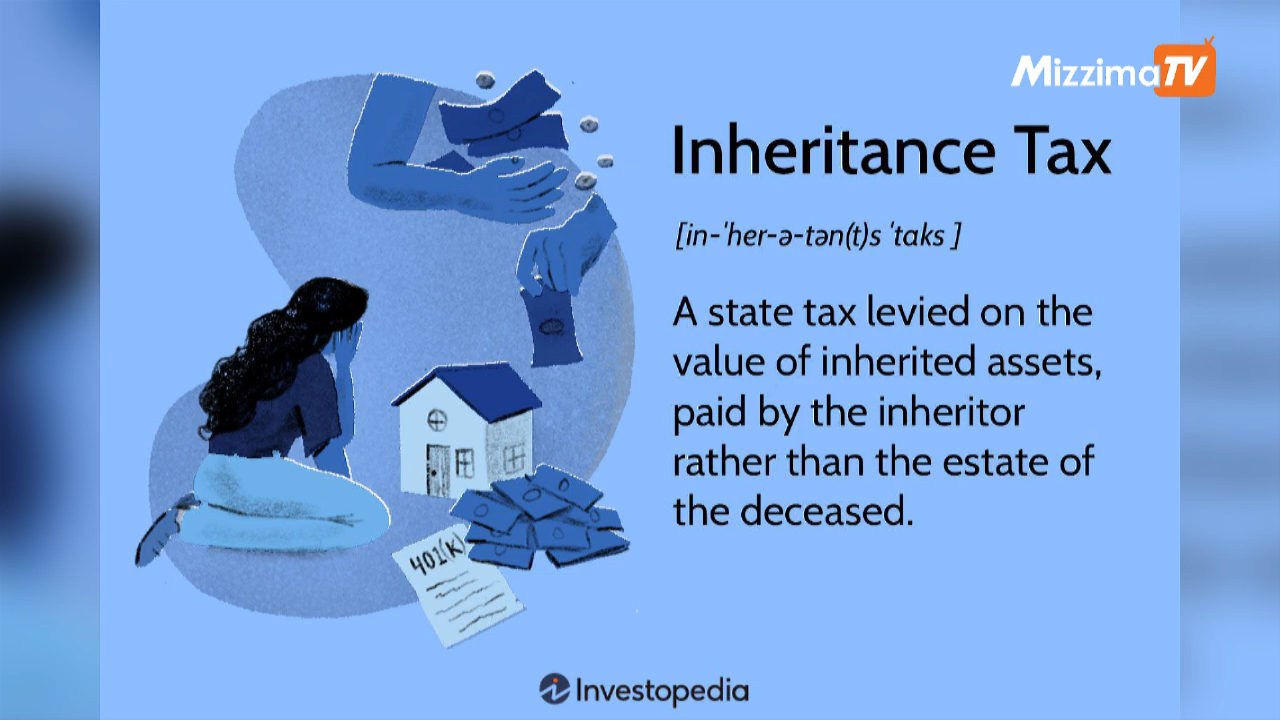 MizzimaTV
Inheritance Tax
[in-ˈher-ə-tən(t)s ˈtaks ]
A state tax levied on the
value of inherited assets,
paid by the inheritor
rather than the estate of
the deceased.
401(K)
Investopedia